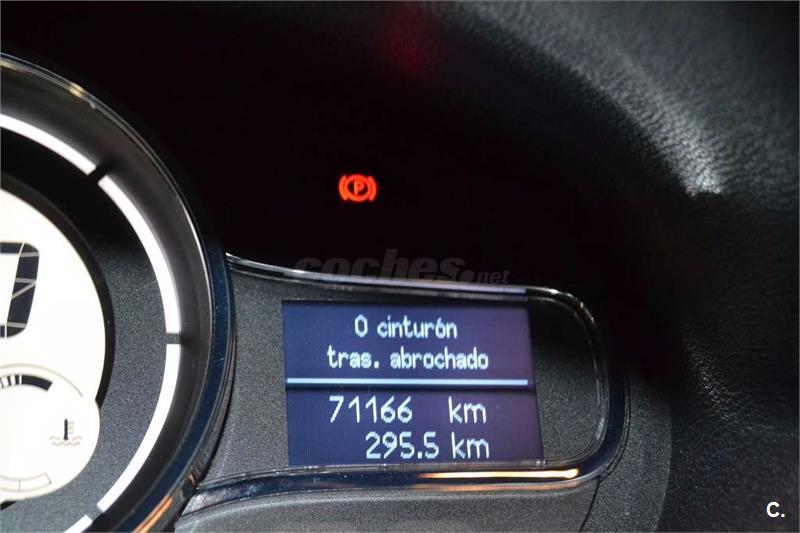 P
coches.net
0 cinturón
tras. abrochado
71166 km
295.5 km
C.